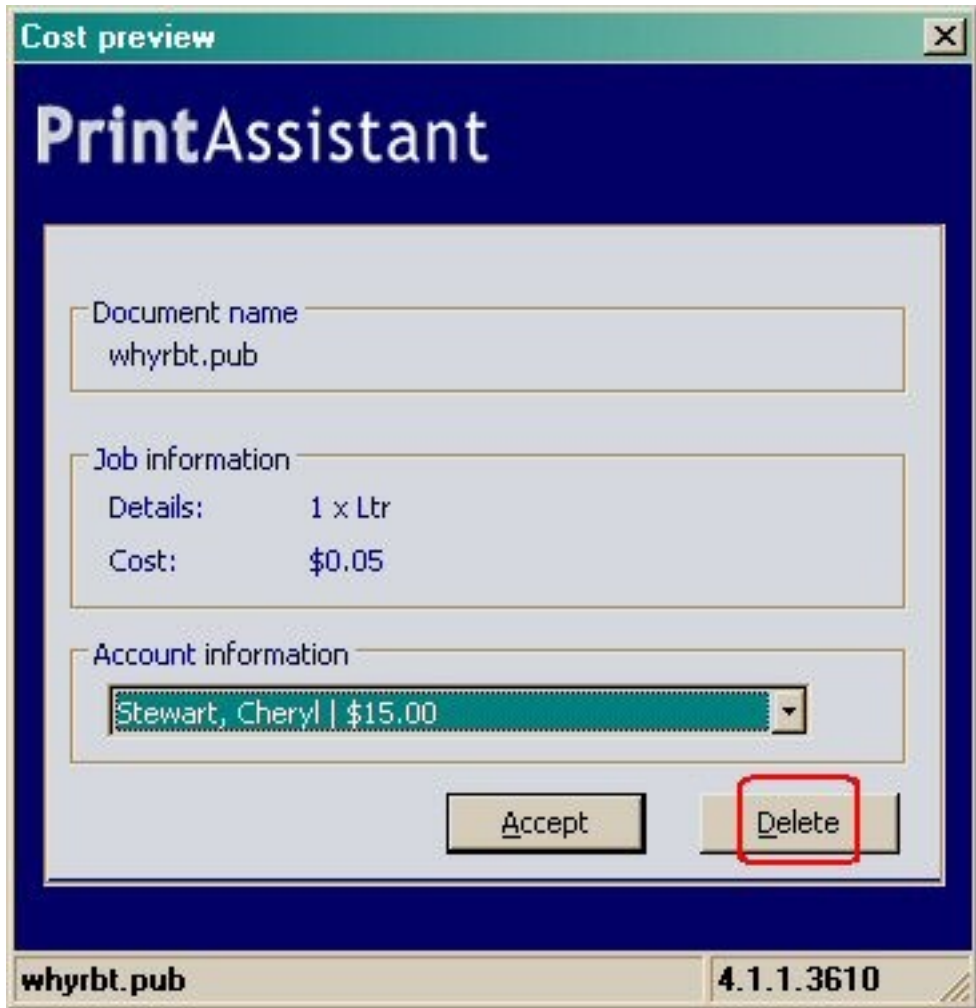 Cost preview
PrintAssistant
Document name
whyrbt.pub
Job information
Details: 1 x Ltr
Cost: $0.05
Account information
Stewart, Cheryl | $15.00
Accept Delete
whyrbt.pub 4.1.1.3610